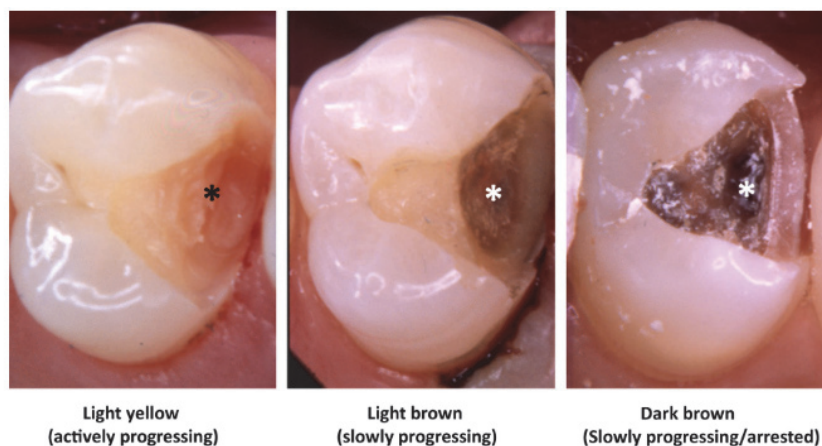 *
*
*
Light yellow
(actively progressing)
Light brown
(slowly progressing)
Dark brown
(Slowly progressing/arrested)